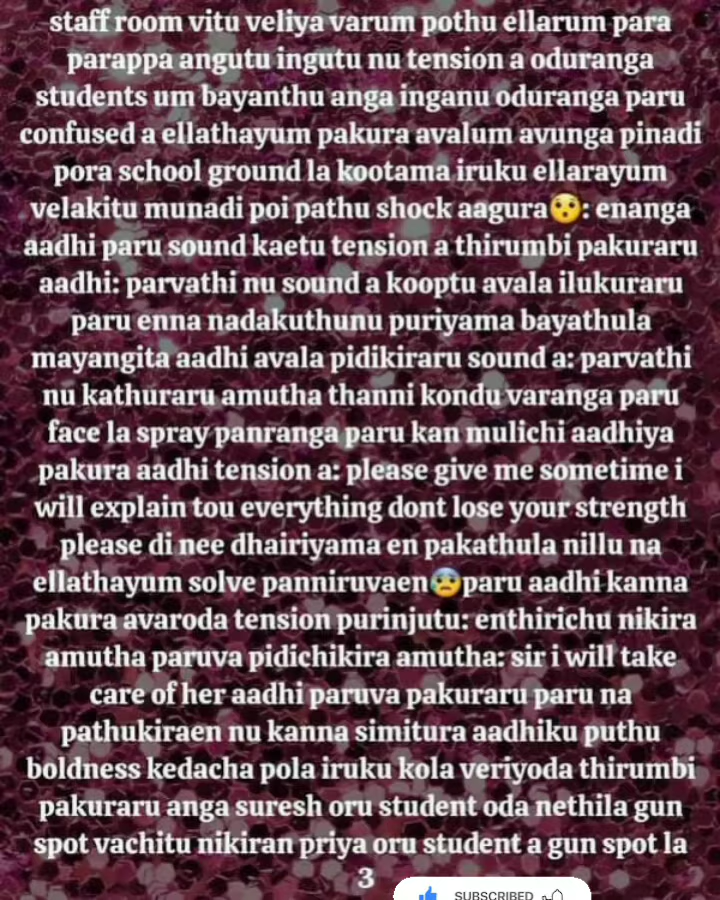 staff room vitu veliya varum pothu ellarum para
parappa angutu ingutu nu tension a oduranga
students um bayanthu anga inganu oduranga paru
confused a ellathayum pakura avalum avunga pinadi
pora school ground la kootama iruku ellarayum
velakitu munadi poi pathu shock aagura😯: enanga
aadhi paru sound kaetu tension a thirumbi pakuraru
aadhi: parvathi nu sound a kooptu avala ilukuraru
paru enna nadakuthunu puriyama bayathula
mayangita aadhi avala pidikiraru sound a: parvathi
nu kathuraru amutha thanni kondu varanga paru
face la spray panranga paru kan mulichi aadhiya
pakura aadhi tension a: please give me sometime i
will explain tou everything dont lose your strength
please di nee dhairiyama en pakathula nillu na
ellathayum solve panniruvaen😰paru aadhi kanna
pakura avaroda tension purinjutu: enthirichu nikira
amutha paruva pidichikira amutha: sir i will take
care of her aadhi paruva pakuraru paru na
pathukiraen nu kanna simitura aadhiku puthu
boldness kedacha pola iruku kola veriyoda thirumbi
pakuraru anga suresh oru student oda nethila gun
spot vachitu nikiran priya oru student a gun spot la
3
SUBSCRIBED